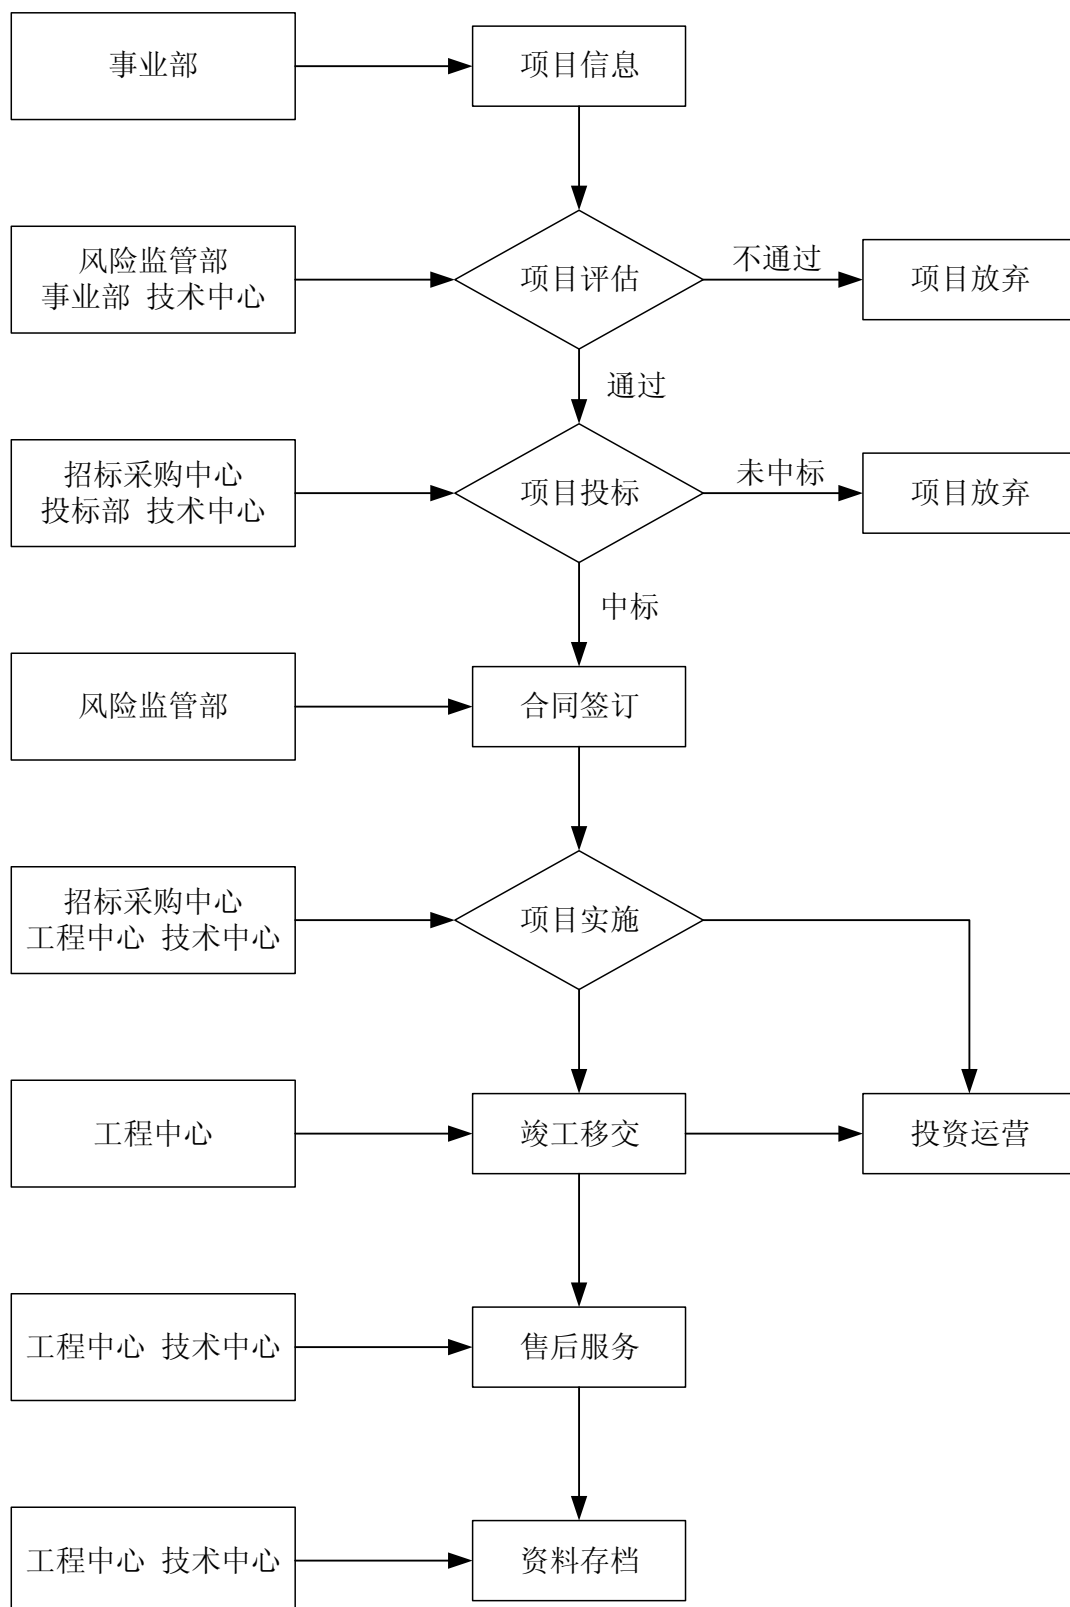 事业部
项目信息
风险监管部
事业部 技术中心
项目评估
不通过
项目放弃
通过
招标采购中心
投标部 技术中心
项目投标
未中标
项目放弃
中标
风险监管部
合同签订
招标采购中心
工程中心 技术中心
项目实施
工程中心
竣工移交
投资运营
工程中心 技术中心
售后服务
工程中心 技术中心
资料存档